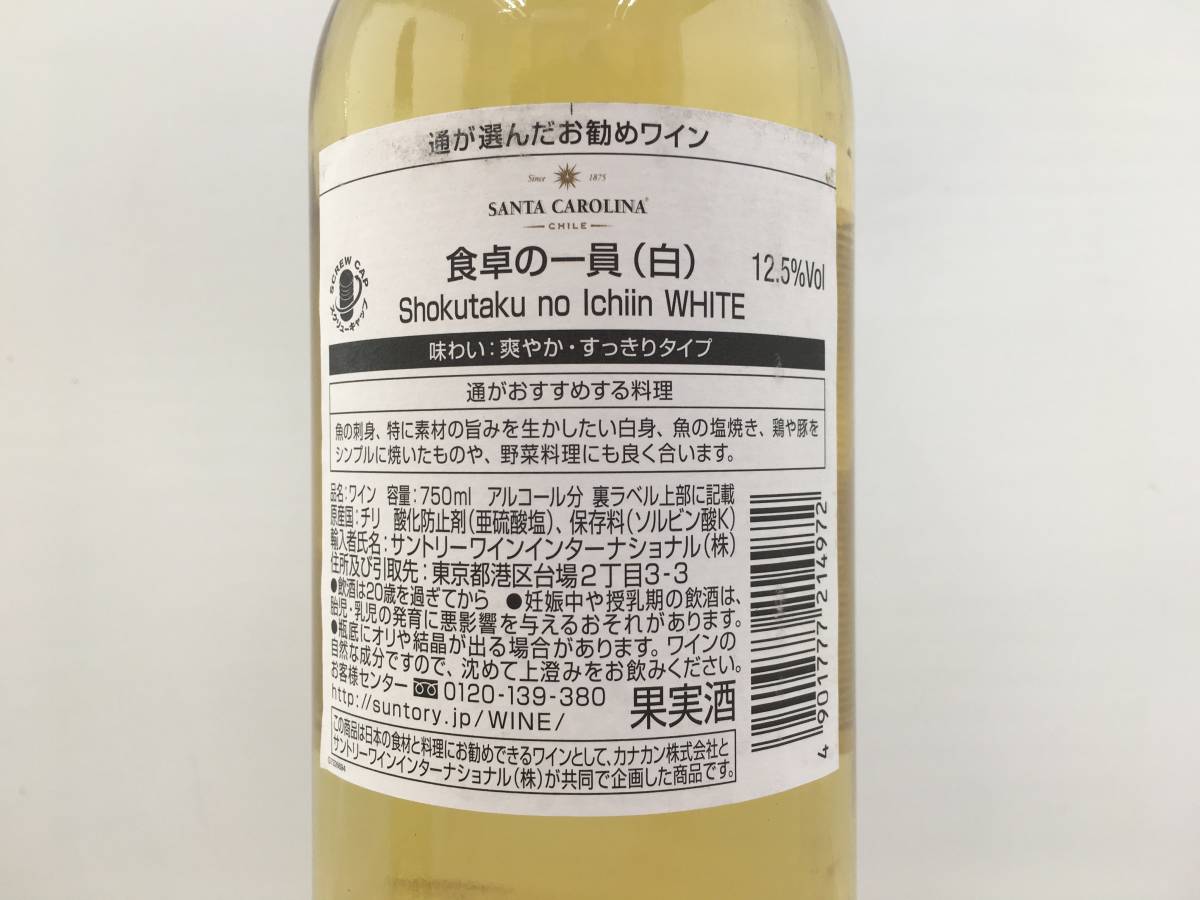 通が選んだお勧めワイン
Since 1875
SANTA CAROLINA
CHILE
SCREW CAP
スクリューキャップ
食卓の一員(白)
12.5%Vol
Shokutaku no Ichiin WHITE
味わい:爽やか・すっきりタイプ
通がおすすめする料理
魚の刺身、特に素材の旨みを生かしたい白身、魚の塩焼き、鶏や豚を
シンプルに焼いたものや、野菜料理にも良く合います。
品名:ワイン 容量:750ml アルコール分 裏ラベル上部に記載
原産国:チリ 酸化防止剤(亜硫酸塩)、保存料(ソルビン酸K)
輸入者氏名:サントリーワインインターナショナル(株)
住所及び引取先:東京都港区台場2丁目3-3
●飲酒は20歳を過ぎてから ●妊娠中や授乳期の飲酒は、
胎児・乳児の発育に悪影響を与えるおそれがあります。
●瓶底にオリや結晶が出る場合があります。ワインの
自然な成分ですので、沈めて上澄みをお飲みください。
お客様センター 0120-139-380
http://suntory.jp/WINE/
果実酒
この商品は日本の食材と料理にお勧めできるワインとして、カナカン株式会社と
サントリーワインインターナショナル(株)が共同で企画した商品です。
4 901777 214972